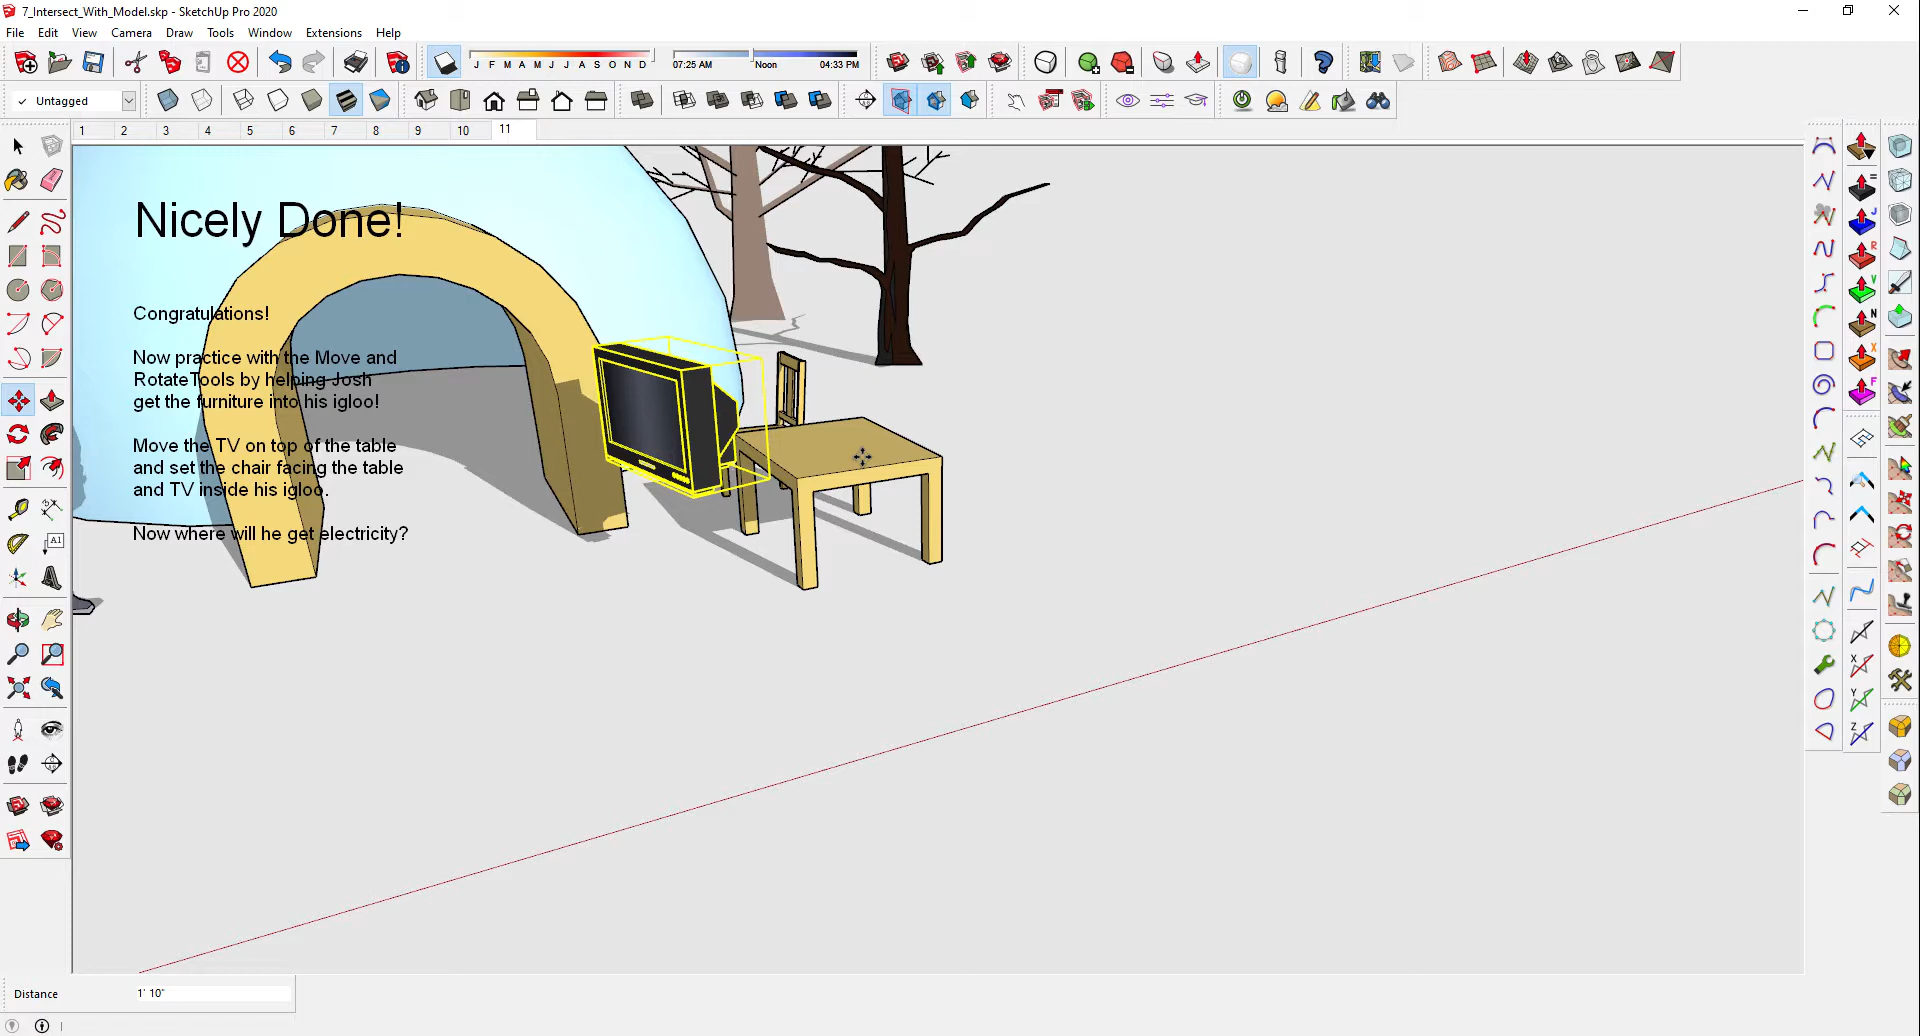 7_Intersect_With_Model.skp - SketchUp Pro 2020
File Edit View Camera Draw Tools Window Extensions Help
J F M A M J J A S O N D
07:25 AM Noon 04:33 PM
Untagged
1 2 3 4 5 6 7 8 9 10 11
Nicely Done!
Congratulations!
Now practice with the Move and
RotateTools by helping Josh
get the furniture into his igloo!
Move the TV on top of the table
and set the chair facing the table
and TV inside his igloo.
Now where will he get electricity?
A1
=
J
R
V
N
X
F
X
Y
Z
Distance 1' 10"